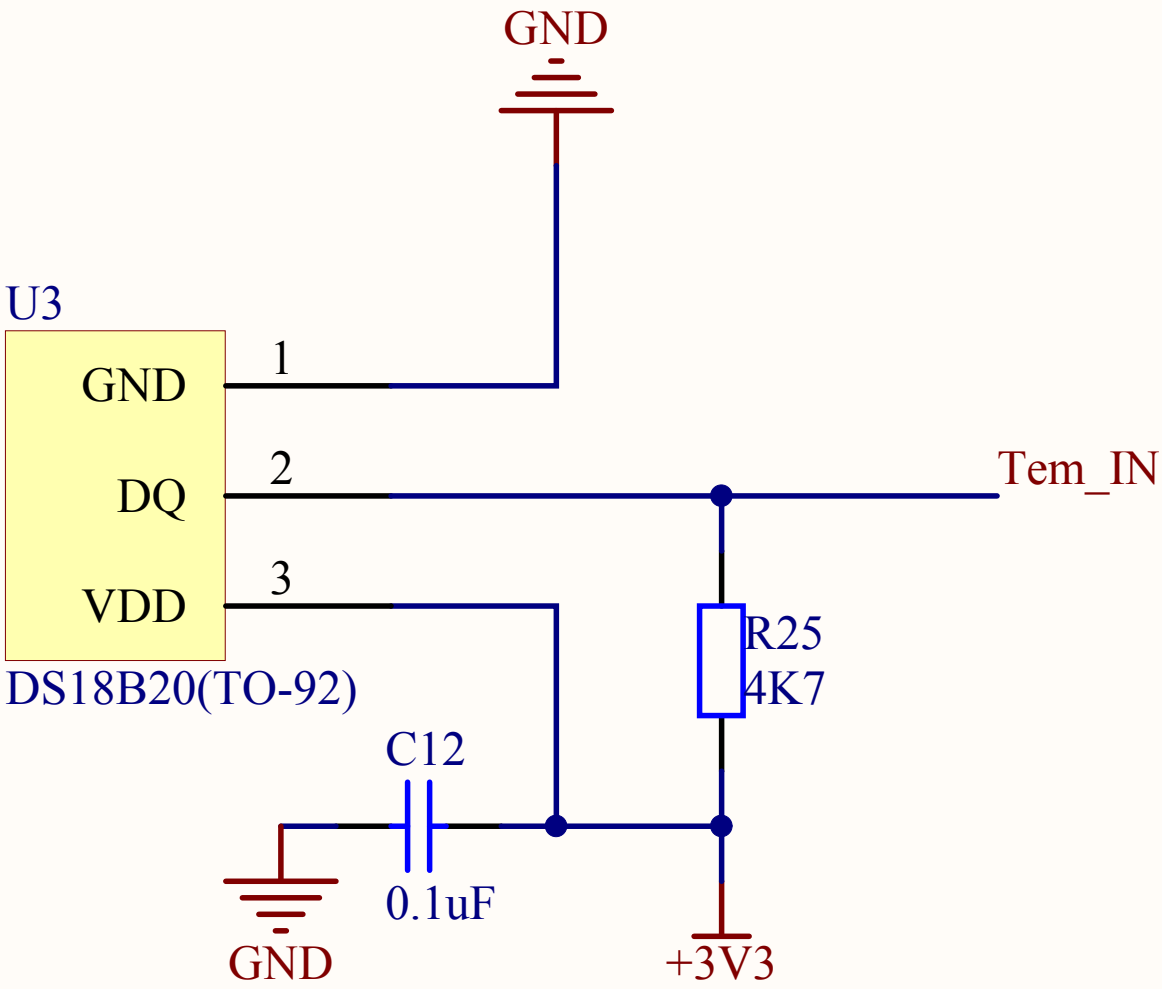 GND
U3
GND 1
DQ 2
Tem_IN
VDD 3
R25
4K7
DS18B20(TO-92)
C12
0.1uF
GND
+3V3